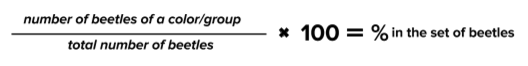 number of beetles of a color/group
total number of beetles
× 100 = % in the set of beetles